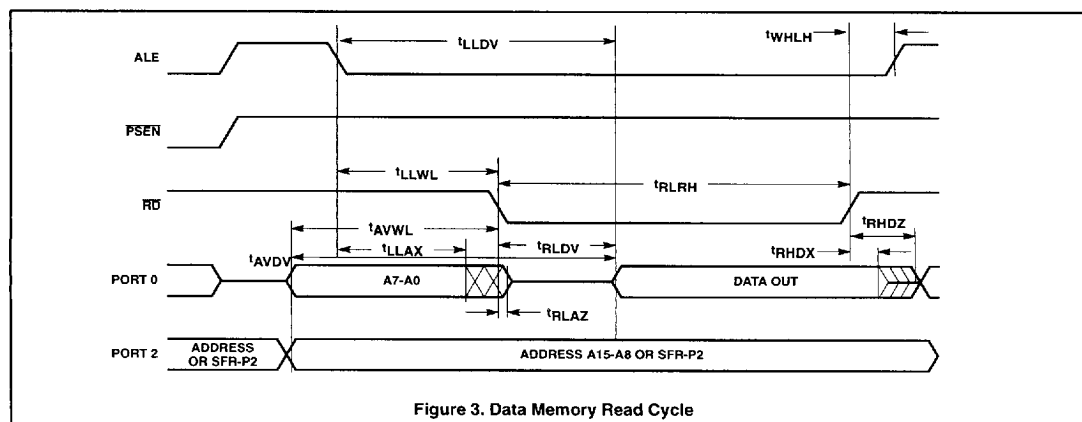 tLLDV
tWHLH
ALE
PSEN
tLLWL
tRLRH
RD
tAVWL
tRHDZ
tLLAX
tRLDV
tRHDX
tAVDV
PORT 0
A7-A0
DATA OUT
tRLAZ
PORT 2
ADDRESS
OR SFR-P2
ADDRESS A15-A8 OR SFR-P2
Figure 3. Data Memory Read Cycle